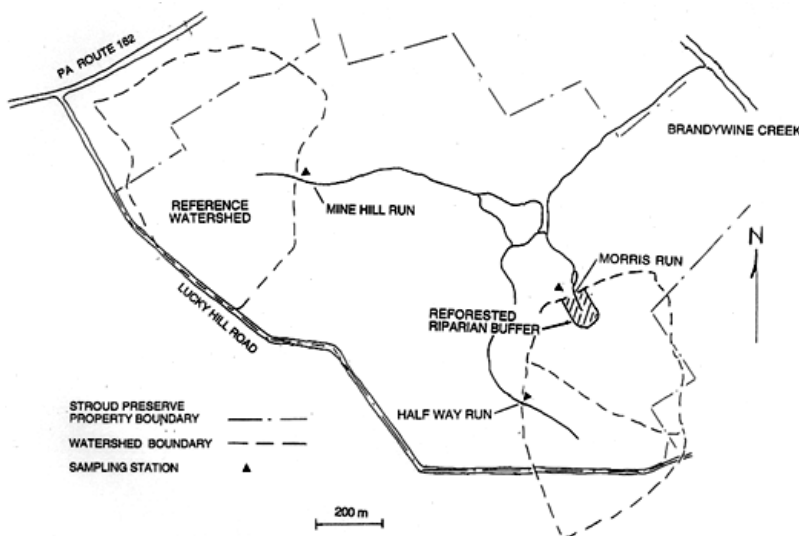 PA ROUTE 162
BRANDYWINE CREEK
REFERENCE
WATERSHED
MINE HILL RUN
N
MORRIS RUN
LUCKY HILL ROAD
REFORESTED
RIPARIAN BUFFER
STROUD PRESERVE
PROPERTY BOUNDARY
HALF WAY RUN
WATERSHED BOUNDARY
SAMPLING STATION
200 m